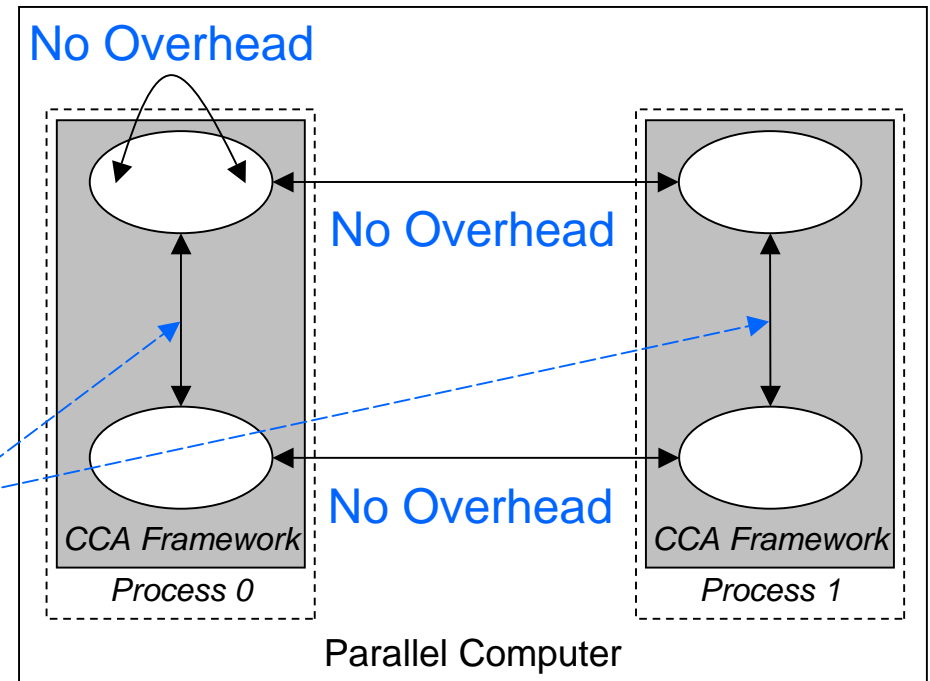 No Overhead
No Overhead
No Overhead
CCA Framework
CCA Framework
Process 0
Process 1
Parallel Computer